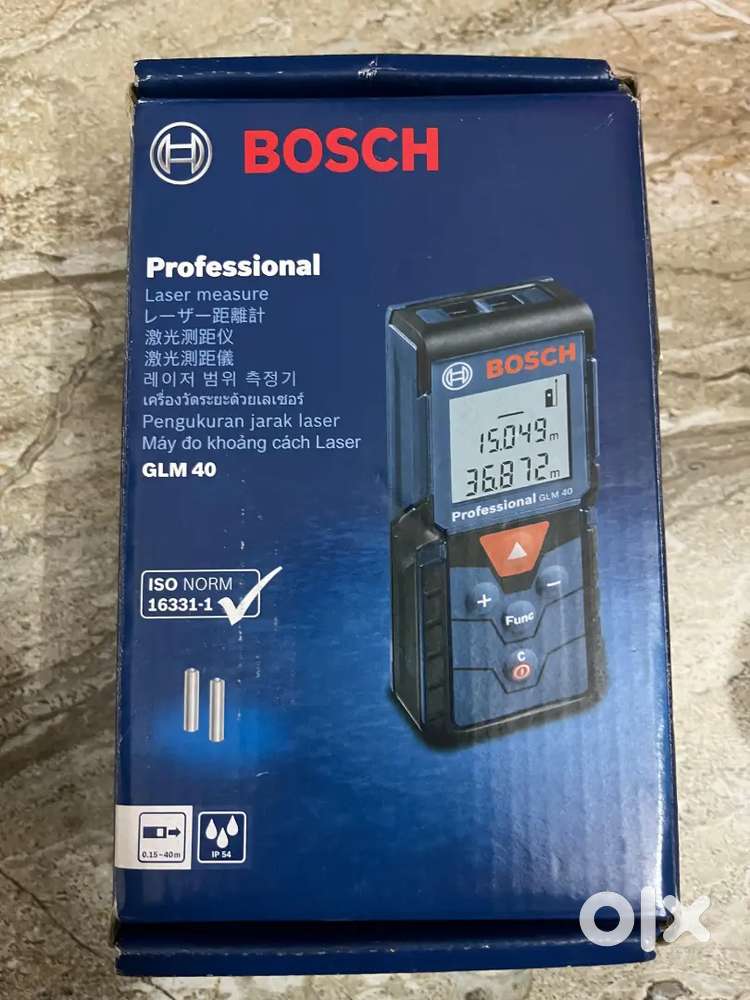 BOSCH
Professional
Laser measure
レーザー距離計
激光测距仪
激光測距儀
레이저 범위 측정기
เครื่องวัดระยะด้วยเลเซอร์
Pengukuran jarak laser
Máy đo khoảng cách Laser
GLM 40
BOSCH
15.049 m
36.872 m
Professional GLM 40
+
−
Func
C
ISO NORM
16331-1
0.15–40m
IP 54
olx